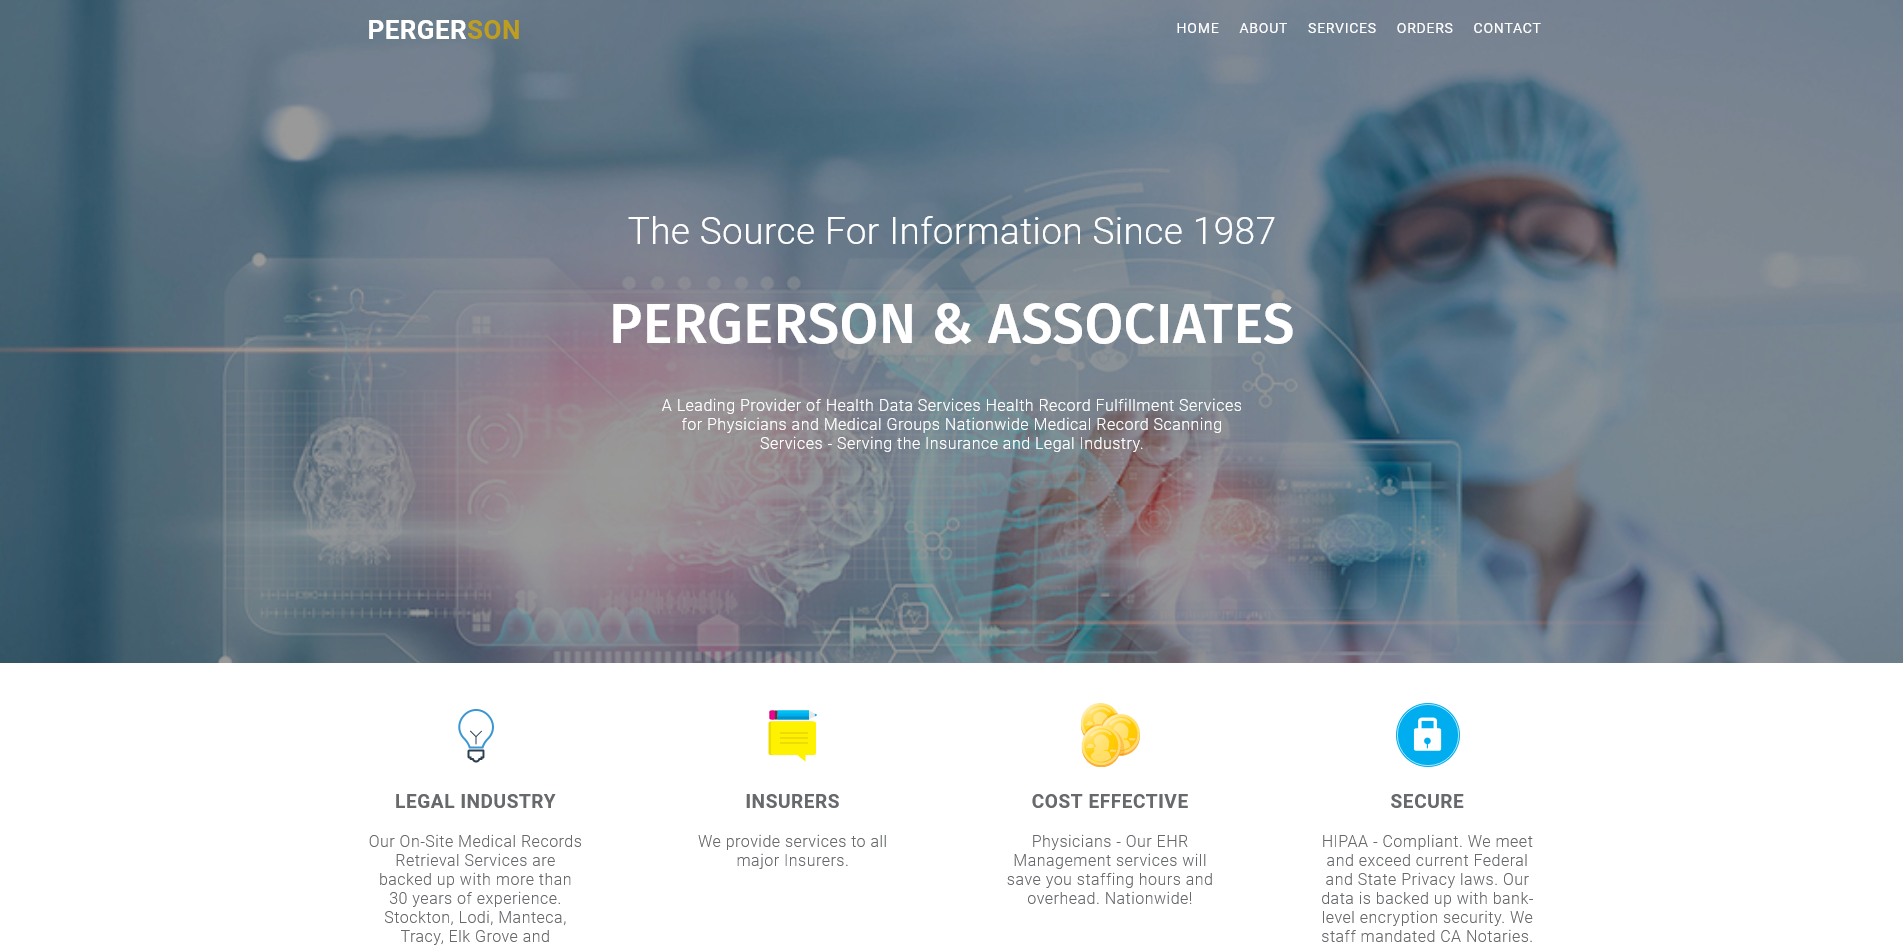 PERGERSON
HOME ABOUT SERVICES ORDERS CONTACT
The Source For Information Since 1987
PERGERSON & ASSOCIATES
A Leading Provider of Health Data Services Health Record Fulfillment Services
for Physicians and Medical Groups Nationwide Medical Record Scanning
Services - Serving the Insurance and Legal Industry.
LEGAL INDUSTRY
Our On-Site Medical Records
Retrieval Services are
backed up with more than
30 years of experience.
Stockton, Lodi, Manteca,
Tracy, Elk Grove and
INSURERS
We provide services to all
major Insurers.
COST EFFECTIVE
Physicians - Our EHR
Management services will
save you staffing hours and
overhead. Nationwide!
SECURE
HIPAA - Compliant. We meet
and exceed current Federal
and State Privacy laws. Our
data is backed up with bank-
level encryption security. We
staff mandated CA Notaries.